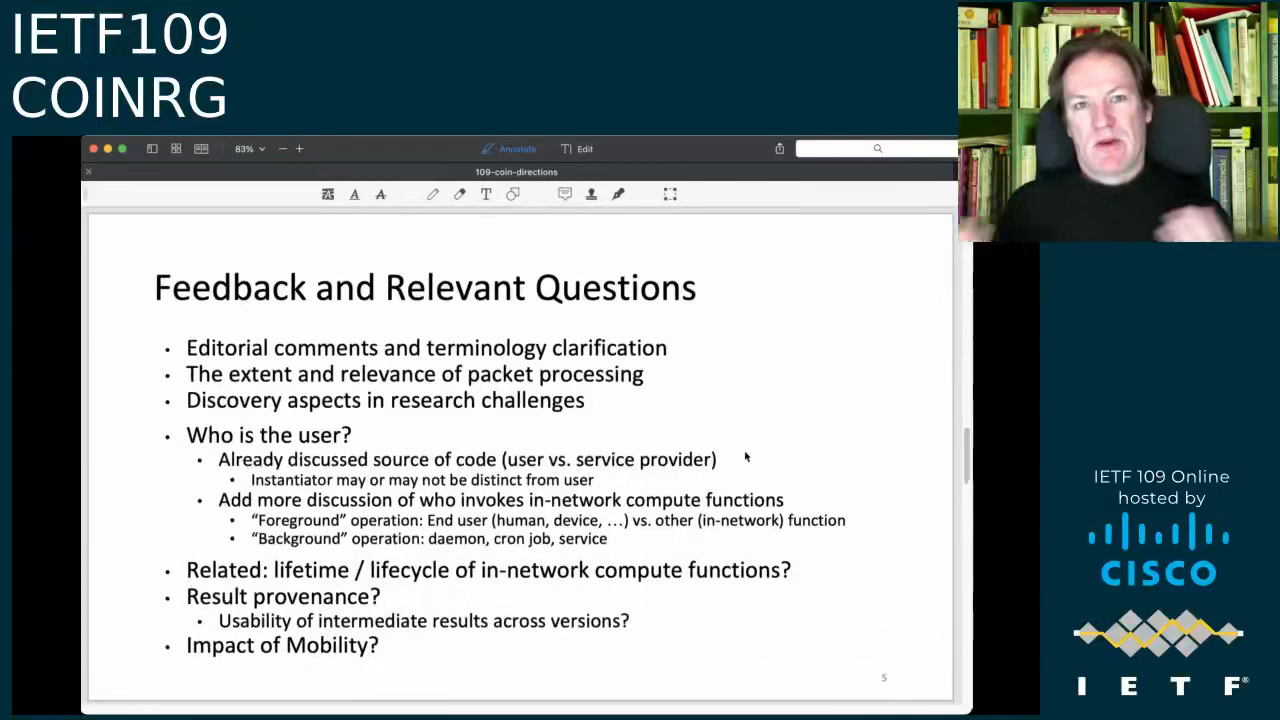 IETF109
COINRG
83%
Annotate
Edit
109-coin-directions
Feedback and Relevant Questions
• Editorial comments and terminology clarification
• The extent and relevance of packet processing
• Discovery aspects in research challenges
• Who is the user?
• Already discussed source of code (user vs. service provider)
• Instantiator may or may not be distinct from user
• Add more discussion of who invokes in-network compute functions
• “Foreground” operation: End user (human, device, …) vs. other (in-network) function
• “Background” operation: daemon, cron job, service
• Related: lifetime / lifecycle of in-network compute functions?
• Result provenance?
• Usability of intermediate results across versions?
• Impact of Mobility?
5
IETF 109 Online
hosted by
CISCO
I E T F®